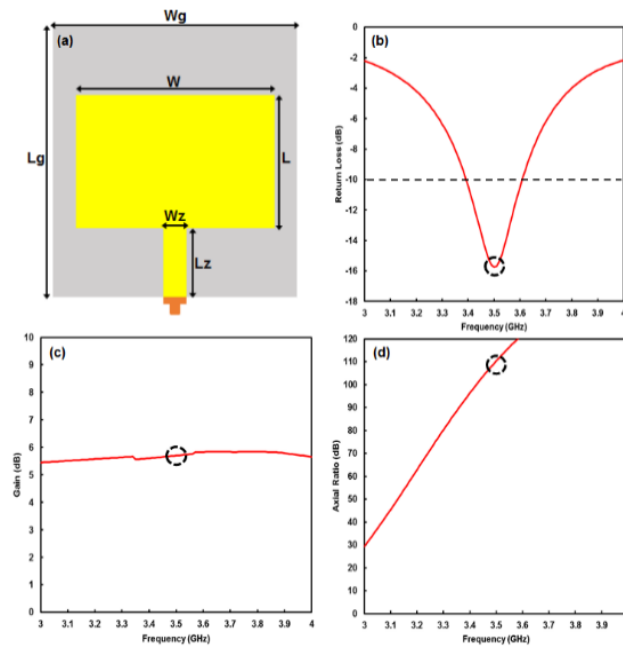 (a)
Wg
W
Lg
L
Wz
Lz
(b)
Return Loss (dB)
0
-2
-4
-6
-8
-10
-12
-14
-16
-18
3 3.1 3.2 3.3 3.4 3.5 3.6 3.7 3.8 3.9 4
Frequency (GHz)
(c)
Gain (dB)
10
9
8
7
6
5
4
3
2
1
0
3 3.1 3.2 3.3 3.4 3.5 3.6 3.7 3.8 3.9 4
Frequency (GHz)
(d)
Axial Ratio (dB)
120
110
100
90
80
70
60
50
40
30
20
10
0
3 3.1 3.2 3.3 3.4 3.5 3.6 3.7 3.8 3.9
Frequency (GHz)